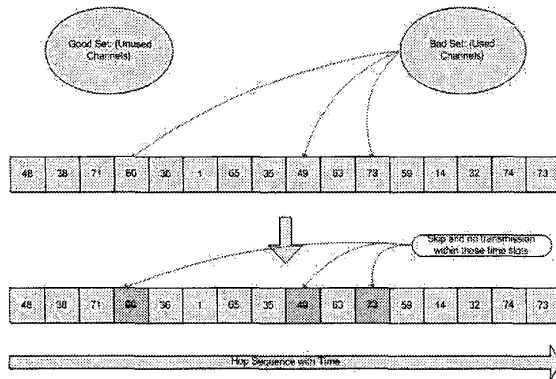 Good Set: (Unused
Channels)
Bad Set: (Used
Channels)
48 38 71 60 36 1 65 35 49 63 73 59 14 32 74 73
Skip and no transmission
within those time slots
48 38 71 60 36 1 65 35 49 63 73 59 14 32 74 73
Hop Sequence with Time